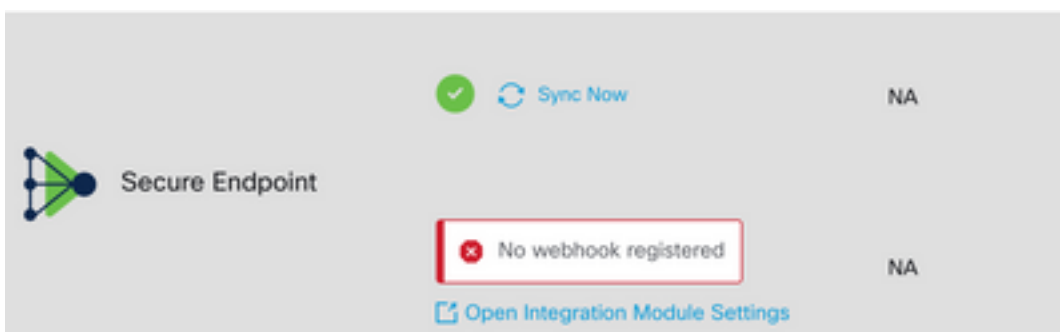 Sync Now
NA
Secure Endpoint
No webhook registered
NA
Open Integration Module Settings